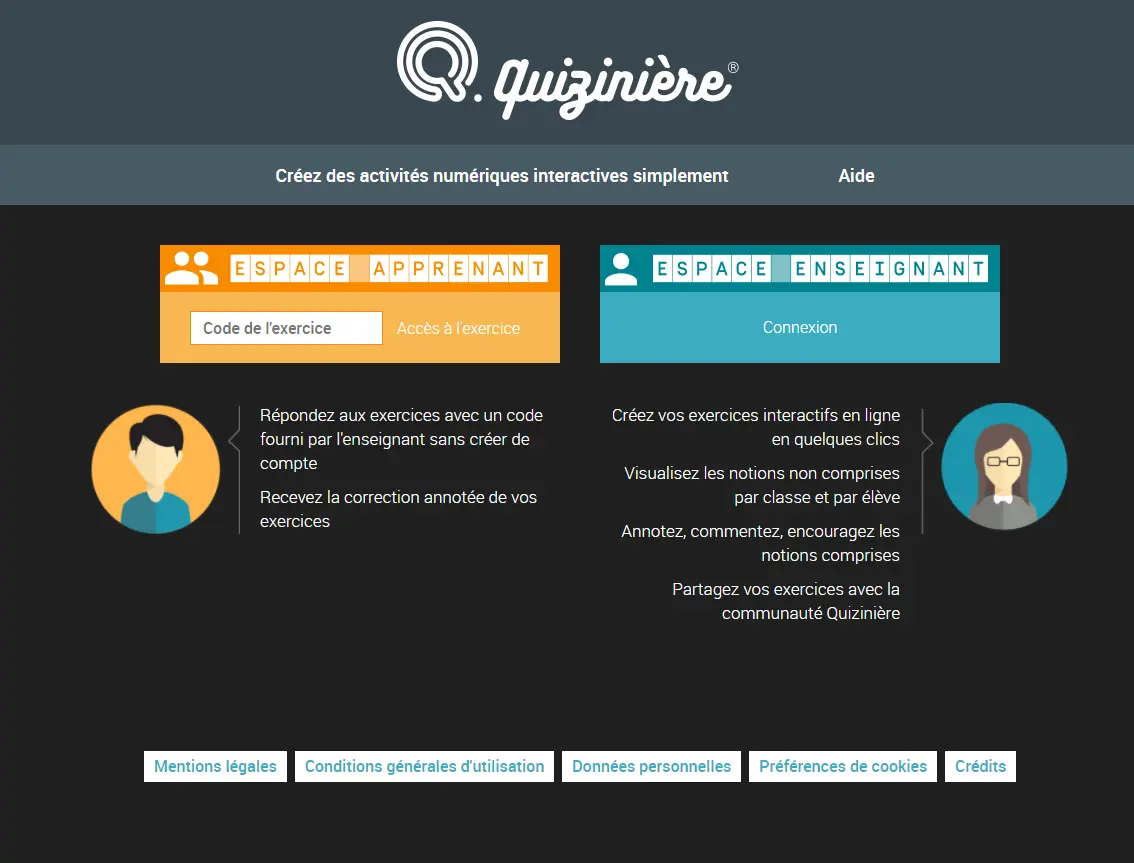 Quizinière®
Créez des activités numériques interactives simplement
Aide
ESPACE APPRENANT
Code de l'exercice
Accès à l'exercice
ESPACE ENSEIGNANT
Connexion
Répondez aux exercices avec un code
fourni par l'enseignant sans créer de
compte
Recevez la correction annotée de vos
exercices
Créez vos exercices interactifs en ligne
en quelques clics
Visualisez les notions non comprises
par classe et par élève
Annotez, commentez, encouragez les
notions comprises
Partagez vos exercices avec la
communauté Quizinière
Mentions légales
Conditions générales d'utilisation
Données personnelles
Préférences de cookies
Crédits